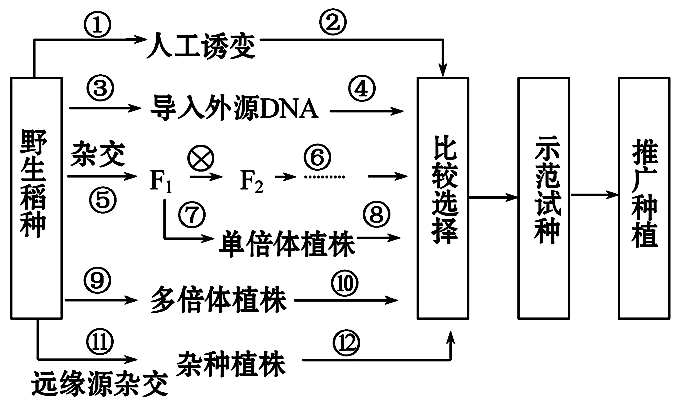 ① 人工诱变 ②
③ 导入外源DNA ④
野生稻种
杂交 ⑤ F₁ ⊗ F₂ ⑥ ………
⑦ 单倍体植株 ⑧
⑨ 多倍体植株 ⑩
⑪ 远缘源杂交 杂种植株 ⑫
比较选择
示范试种
推广种植